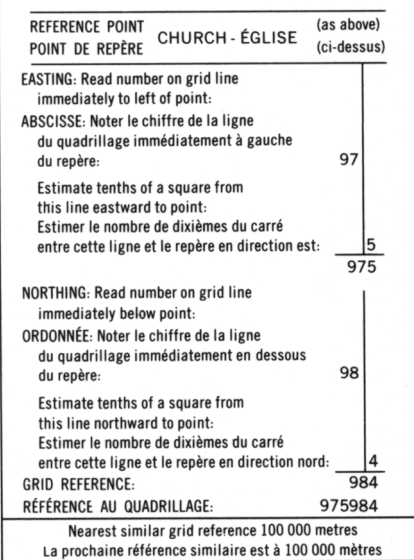 REFERENCE POINT CHURCH - ÉGLISE (as above)
POINT DE REPÈRE (ci-dessus)
EASTING: Read number on grid line
immediately to left of point:
ABSCISSE: Noter le chiffre de la ligne
du quadrillage immédiatement à gauche
du repère: 97
Estimate tenths of a square from
this line eastward to point:
Estimer le nombre de dixièmes du carré
entre cette ligne et le repère en direction est: 5
975
NORTHING: Read number on grid line
immediately below point:
ORDONNÉE: Noter le chiffre de la ligne
du quadrillage immédiatement en dessous
du repère: 98
Estimate tenths of a square from
this line northward to point:
Estimer le nombre de dixièmes du carré
entre cette ligne et le repère en direction nord: 4
GRID REFERENCE: 984
RÉFÉRENCE AU QUADRILLAGE: 975984
Nearest similar grid reference 100 000 metres
La prochaine référence similaire est à 100 000 mètres